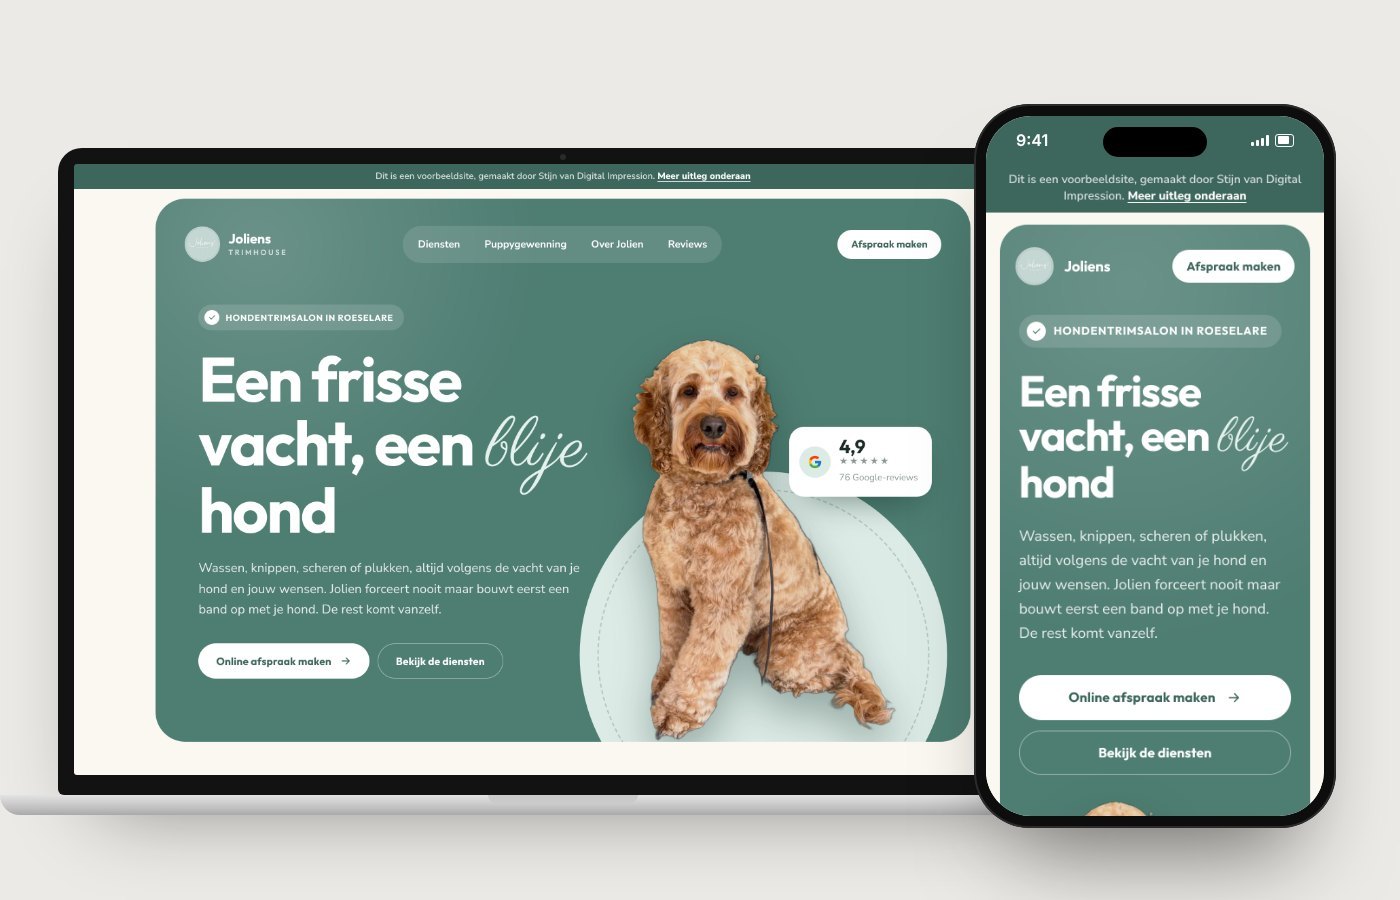 Dit is een voorbeeldsite, gemaakt door Stijn van Digital Impression. Meer uitleg onderaan
Joliens
TRIMHOUSE
Diensten
Puppygewenning
Over Jolien
Reviews
Afspraak maken
HONDENTRIMSALON IN ROESELARE
Een frisse
vacht, een blije
hond
Wassen, knippen, scheren of plukken, altijd volgens de vacht van je
hond en jouw wensen. Jolien forceert nooit maar bouwt eerst een
band op met je hond. De rest komt vanzelf.
Online afspraak maken
Bekijk de diensten
4,9
76 Google-reviews
9:41
Dit is een voorbeeldsite, gemaakt door Stijn van Digital
Impression. Meer uitleg onderaan
Joliens
Afspraak maken
HONDENTRIMSALON IN ROESELARE
Een frisse
vacht, een blije
hond
Wassen, knippen, scheren of plukken,
altijd volgens de vacht van je hond en
jouw wensen. Jolien forceert nooit maar
bouwt eerst een band op met je hond.
De rest komt vanzelf.
Online afspraak maken
Bekijk de diensten